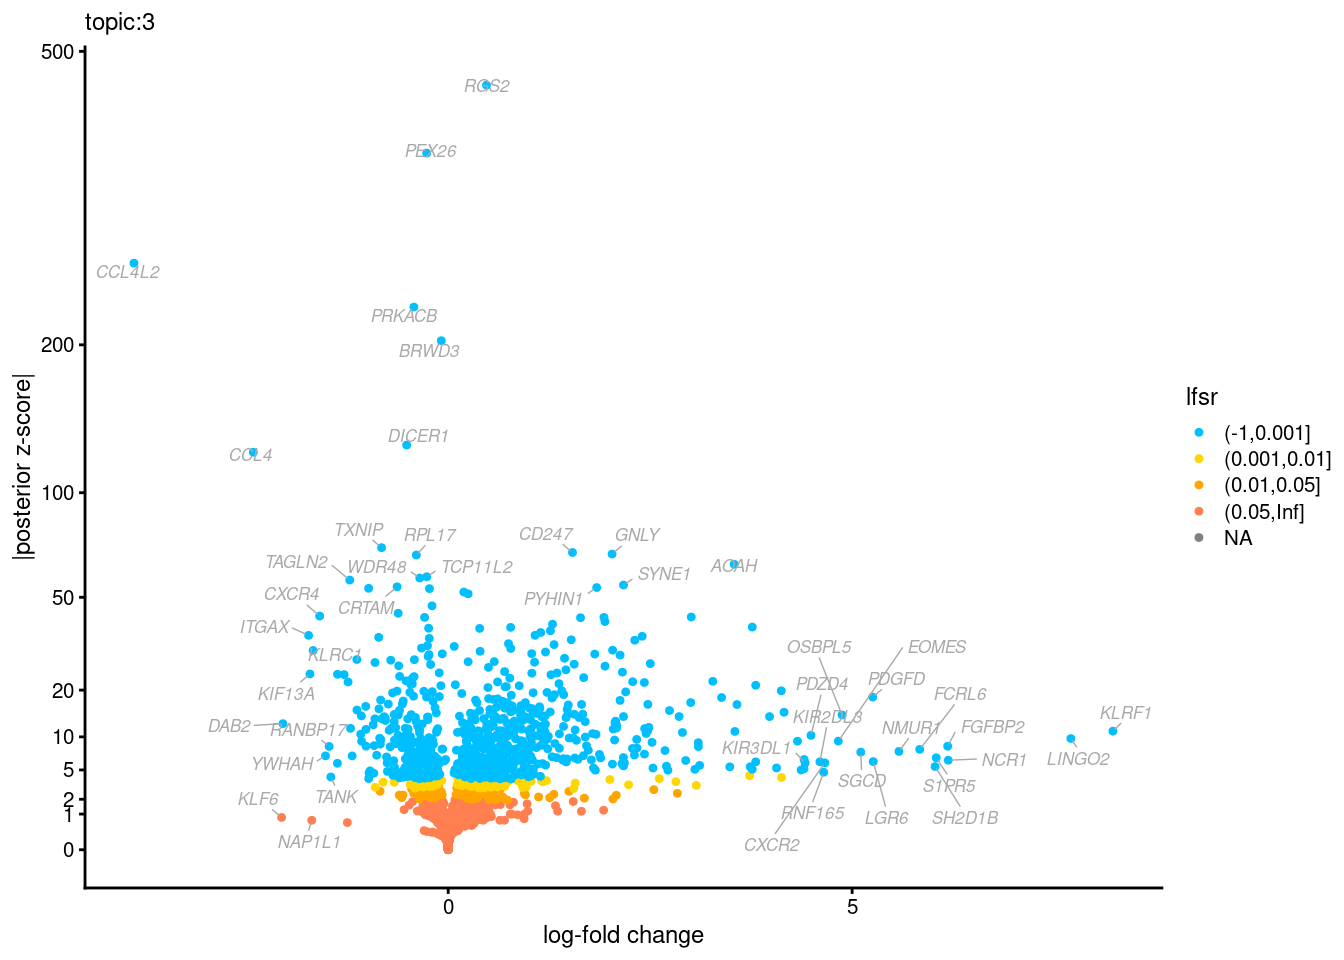 topic:3
500
RGS2
PEX26
CCL4L2
PRKACB
200
BRWD3
DICER1
CCL4
100
TXNIP
RPL17
CD247
GNLY
TAGLN2
WDR48
TCP11L2
AOAH
SYNE1
CXCR4
CRTAM
PYHIN1
50
ITGAX
KLRC1
OSBPL5
EOMES
KIF13A
PDZD4
PDGFD
20
FCRL6
DAB2
RANBP17
KIR2DL3
KLRF1
10
NMUR1
FGFBP2
KIR3DL1
YWHAH
NCR1
LINGO2
5
SGCD
S1PR5
KLF6
TANK
2
1
RNF165
LGR6
SH2D1B
NAP1L1
CXCR2
0
0
5
log-fold change
|posterior z-score|
lfsr
(-1,0.001]
(0.001,0.01]
(0.01,0.05]
(0.05,Inf]
NA